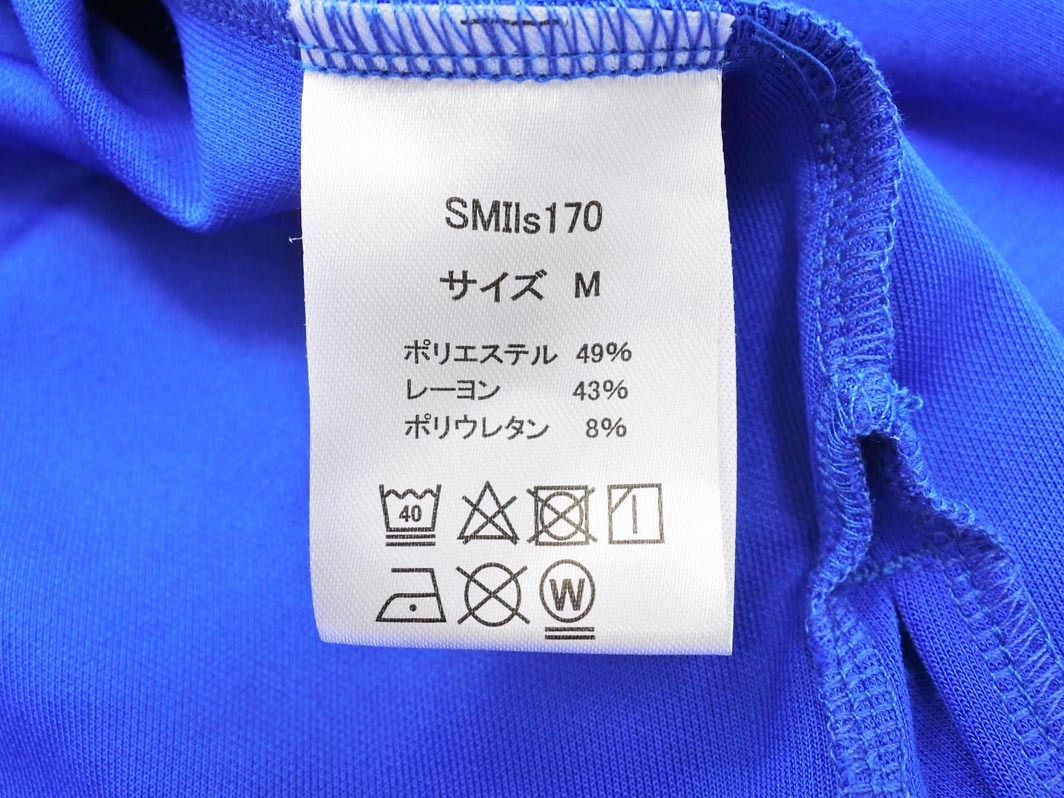 SMIls170
サイズ M
ポリエステル 49%
レーヨン 43%
ポリウレタン 8%
40
W